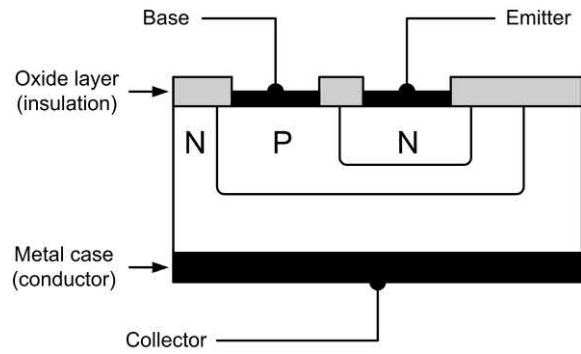 Base
Emitter
Oxide layer
(insulation)
N
P
N
Metal case
(conductor)
Collector